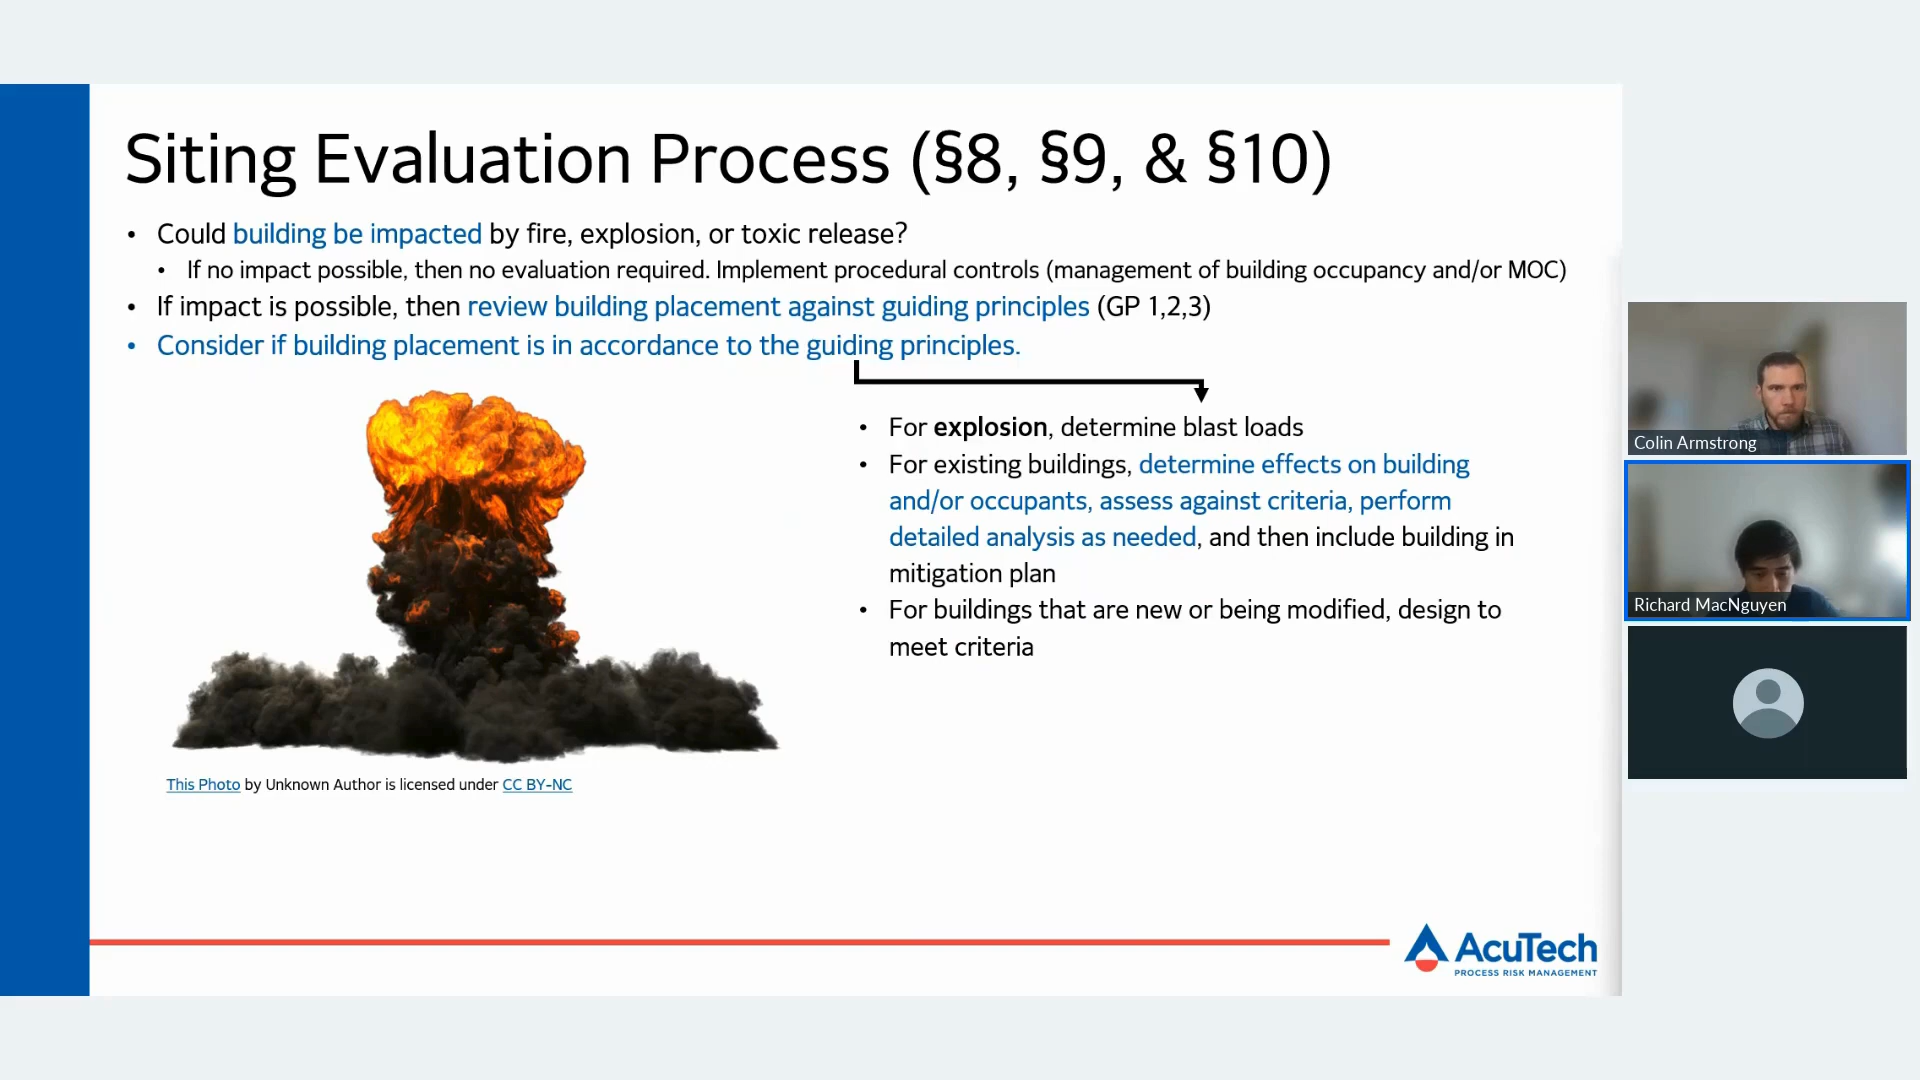 Siting Evaluation Process (§8, §9, & §10)
• Could building be impacted by fire, explosion, or toxic release?
• If no impact possible, then no evaluation required. Implement procedural controls (management of building occupancy and/or MOC)
• If impact is possible, then review building placement against guiding principles (GP 1,2,3)
• Consider if building placement is in accordance to the guiding principles.
• For explosion, determine blast loads
• For existing buildings, determine effects on building
and/or occupants, assess against criteria, perform
detailed analysis as needed, and then include building in
mitigation plan
• For buildings that are new or being modified, design to
meet criteria
This Photo by Unknown Author is licensed under CC BY-NC
AcuTech
PROCESS RISK MANAGEMENT
Colin Armstrong
Richard MacNguyen